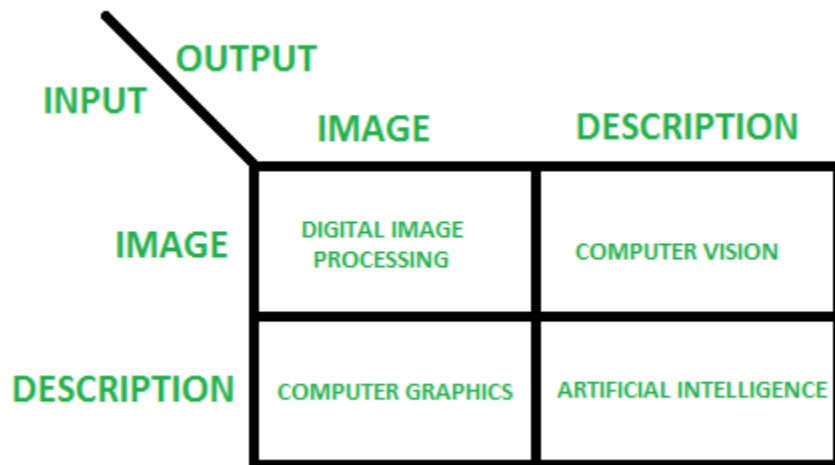 OUTPUT
INPUT
IMAGE
DESCRIPTION
IMAGE
DIGITAL IMAGE
PROCESSING
COMPUTER VISION
DESCRIPTION
COMPUTER GRAPHICS
ARTIFICIAL INTELLIGENCE